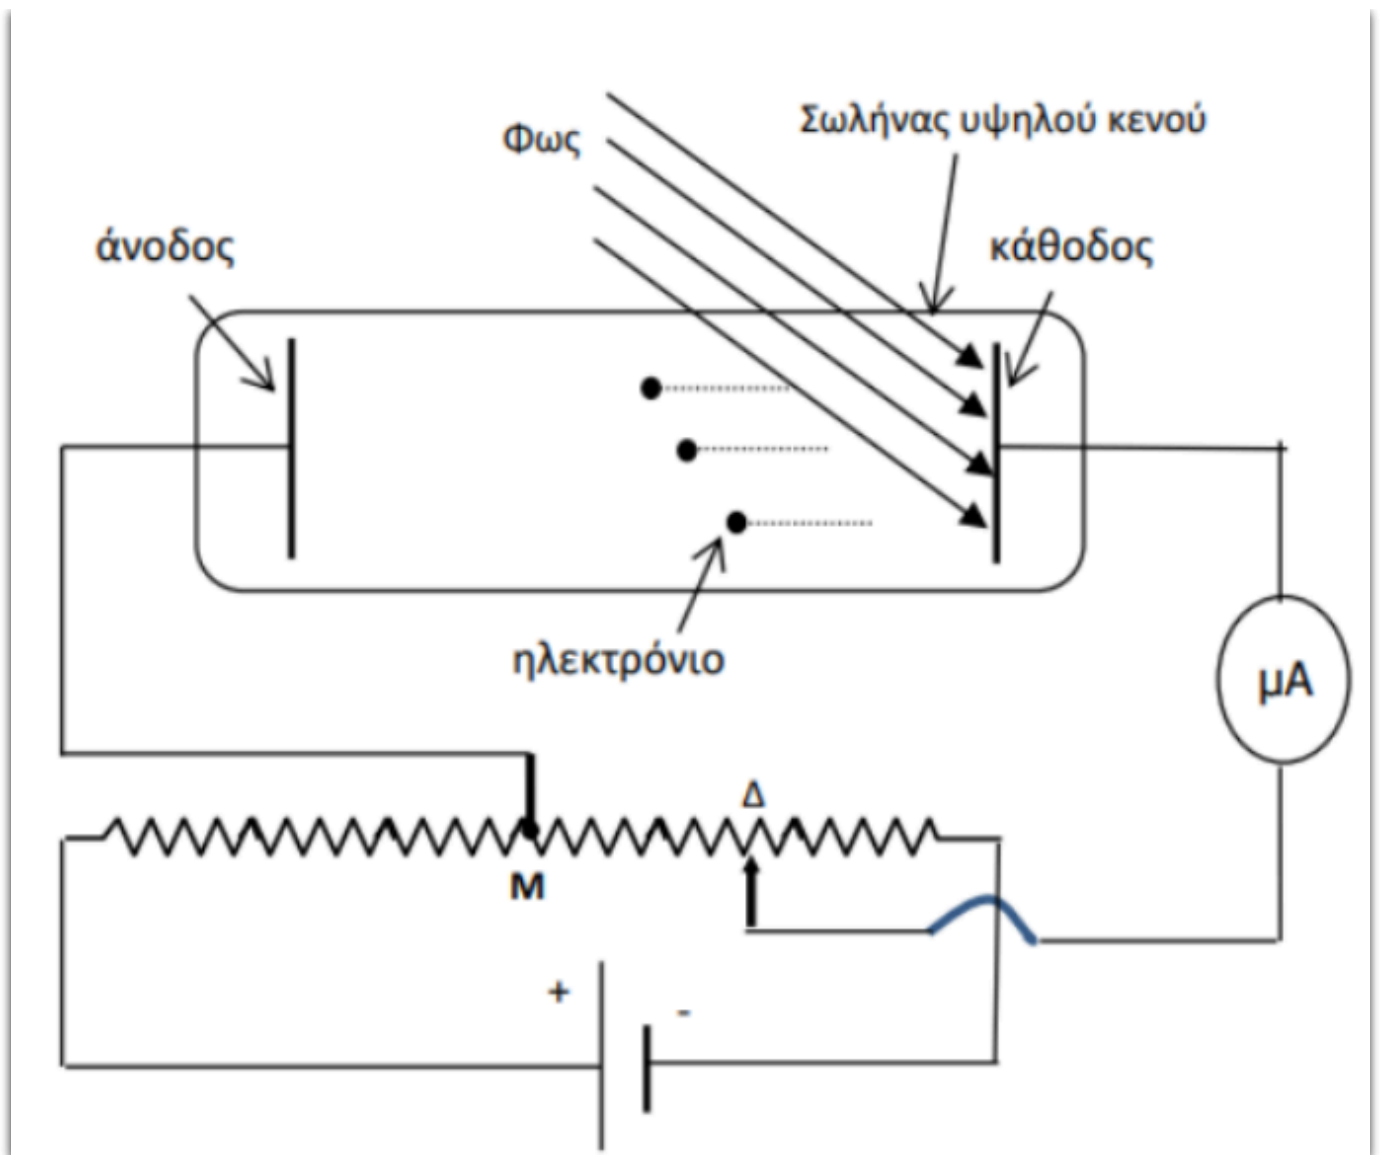 Σωλήνας υψηλού κενού
Φως
άνοδος
κάθοδος
ηλεκτρόνιο
μΑ
Δ
Μ
+
-